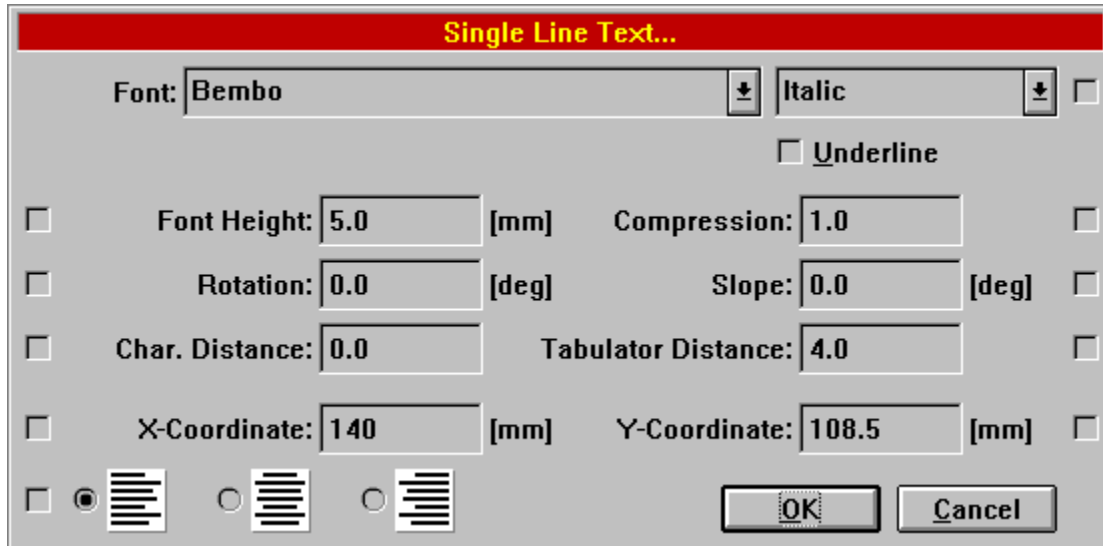 Single Line Text...
Font: Bembo Italic
Underline
Font Height: 5.0 [mm] Compression: 1.0
Rotation: 0.0 [deg] Slope: 0.0 [deg]
Char. Distance: 0.0 Tabulator Distance: 4.0
X-Coordinate: 140 [mm] Y-Coordinate: 108.5 [mm]
OK Cancel